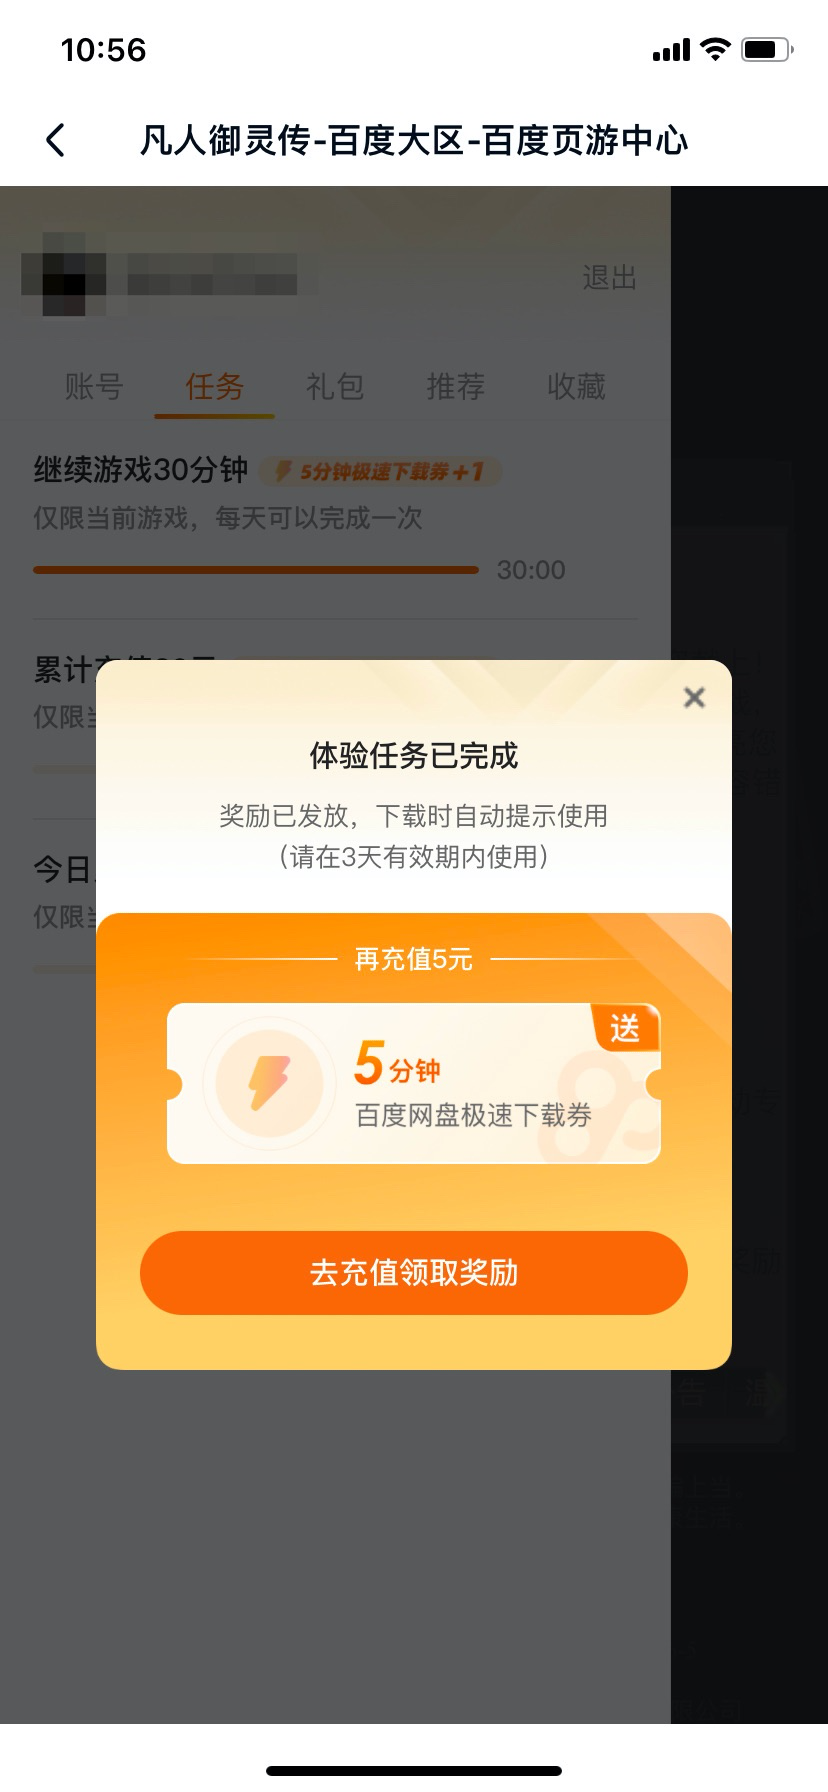 10:56
凡人御灵传-百度大区-百度页游中心
退出
账号 任务 礼包 推荐 收藏
继续游戏30分钟 5分钟极速下载券+1
仅限当前游戏，每天可以完成一次
30:00
累计
仅限
体验任务已完成
奖励已发放，下载时自动提示使用
（请在3天有效期内使用）
今日
仅限
再充值5元
送
5分钟
百度网盘极速下载券
去充值领取奖励